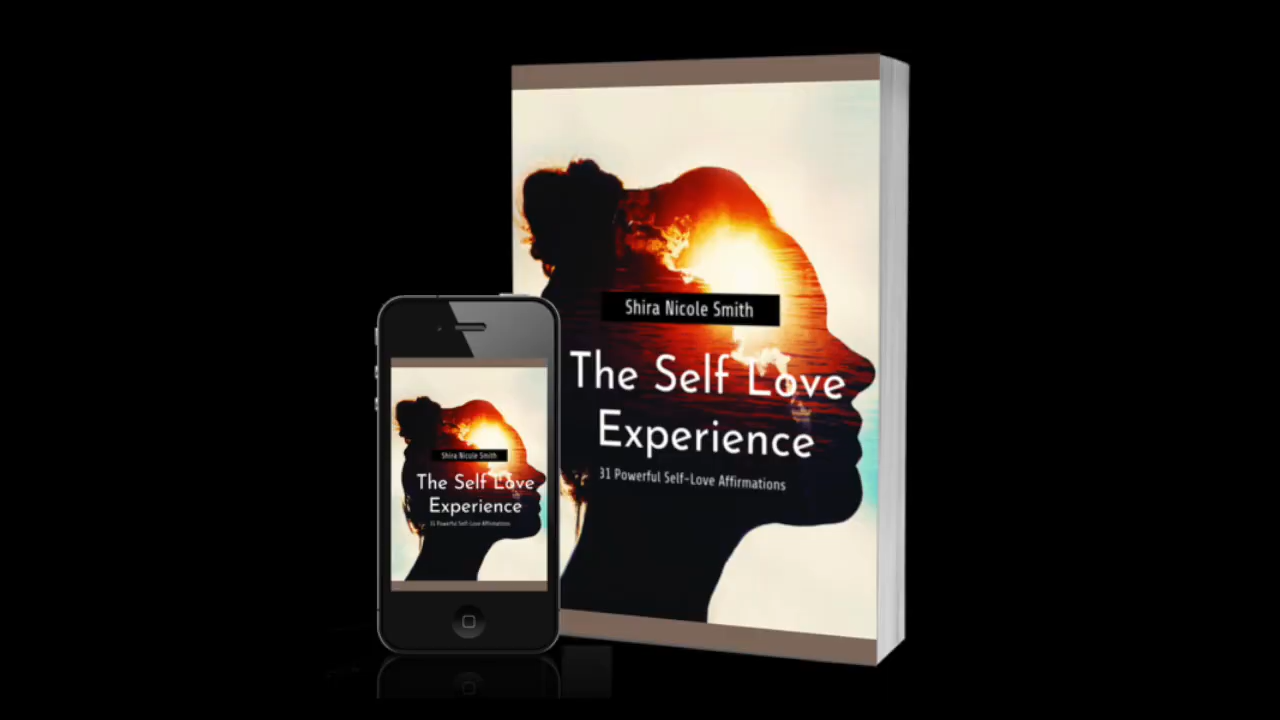 Shira Nicole Smith
The Self Love
Experience
31 Powerful Self-Love Affirmations
Shira Nicole Smith
The Self Love
Experience
31 Powerful Self-Love Affirmations